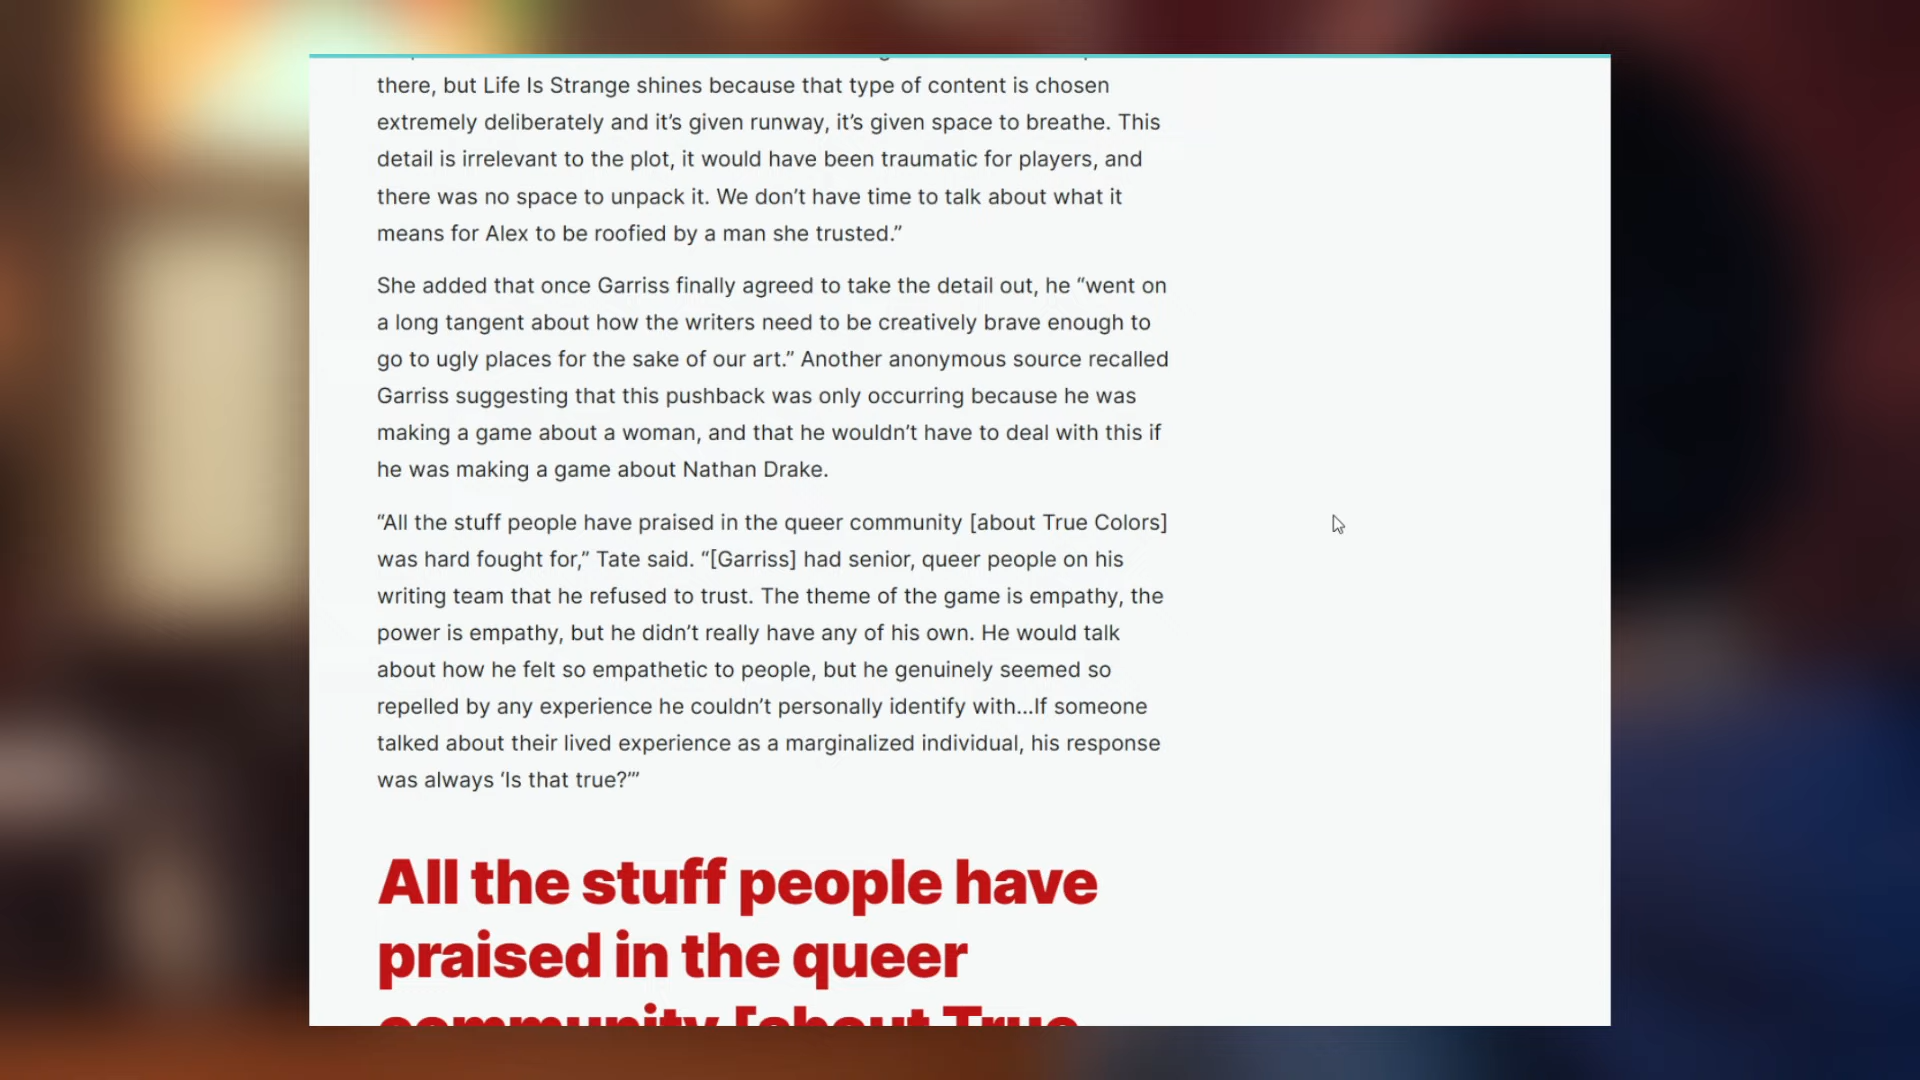 there, but Life Is Strange shines because that type of content is chosen
extremely deliberately and it’s given runway, it’s given space to breathe. This
detail is irrelevant to the plot, it would have been traumatic for players, and
there was no space to unpack it. We don’t have time to talk about what it
means for Alex to be roofied by a man she trusted.”
She added that once Garriss finally agreed to take the detail out, he “went on
a long tangent about how the writers need to be creatively brave enough to
go to ugly places for the sake of our art.” Another anonymous source recalled
Garriss suggesting that this pushback was only occurring because he was
making a game about a woman, and that he wouldn’t have to deal with this if
he was making a game about Nathan Drake.
“All the stuff people have praised in the queer community [about True Colors]
was hard fought for,” Tate said. “[Garriss] had senior, queer people on his
writing team that he refused to trust. The theme of the game is empathy, the
power is empathy, but he didn’t really have any of his own. He would talk
about how he felt so empathetic to people, but he genuinely seemed so
repelled by any experience he couldn’t personally identify with...If someone
talked about their lived experience as a marginalized individual, his response
was always ‘Is that true?’”
All the stuff people have
praised in the queer
community [about True